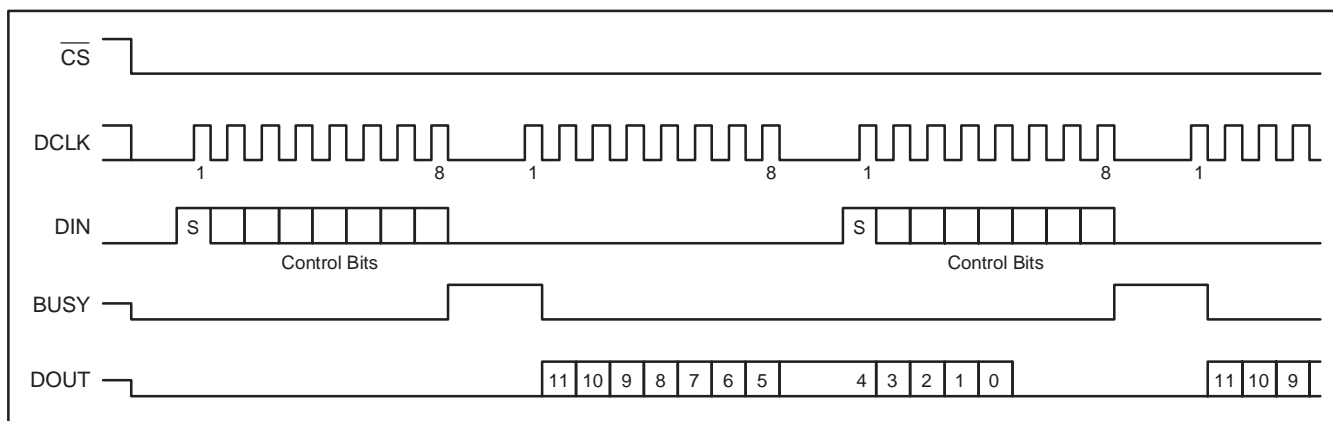 CS
DCLK
1 8 1 8 1 8 1
DIN
S S
Control Bits Control Bits
BUSY
DOUT
11 10 9 8 7 6 5 4 3 2 1 0 11 10 9